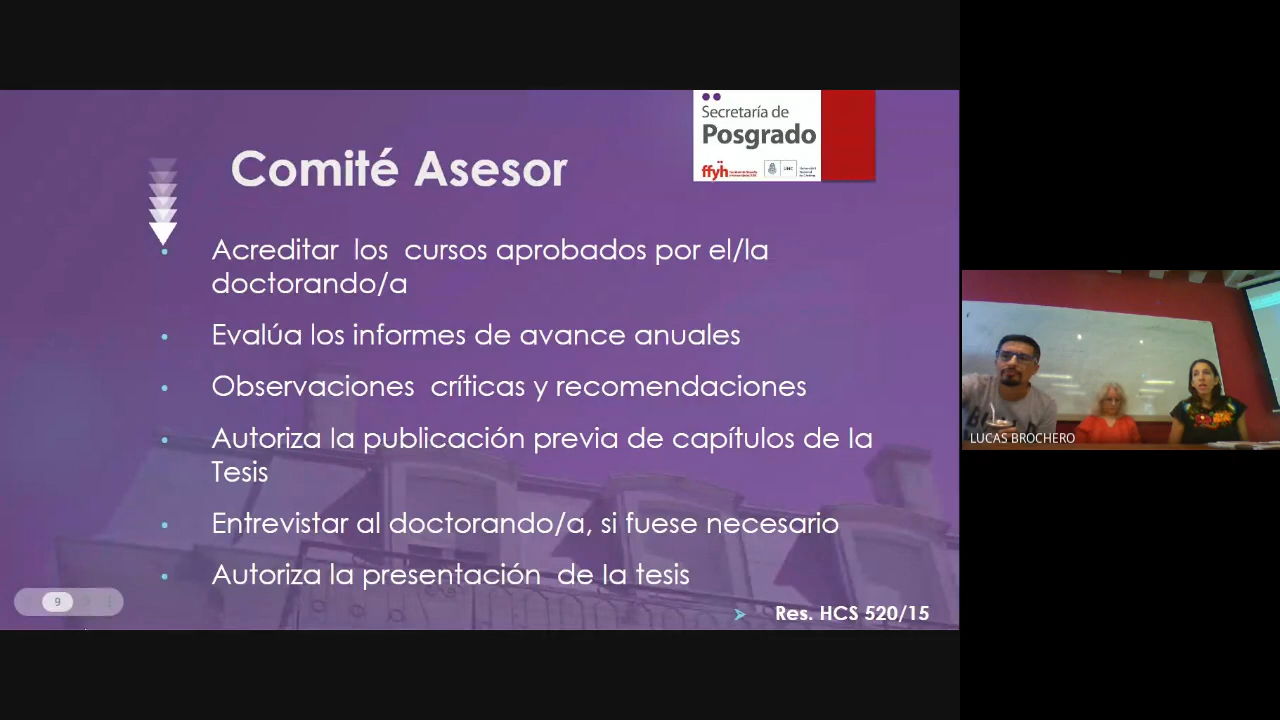 Secretaría de
Posgrado
ffyh
UNC
Comité Asesor
Acreditar los cursos aprobados por el/la
doctorando/a
Evalúa los informes de avance anuales
Observaciones críticas y recomendaciones
Autoriza la publicación previa de capítulos de la
Tesis
Entrevistar al doctorando/a, si fuese necesario
Autoriza la presentación de la tesis
Res. HCS 520/15
9
LUCAS BROCHERO